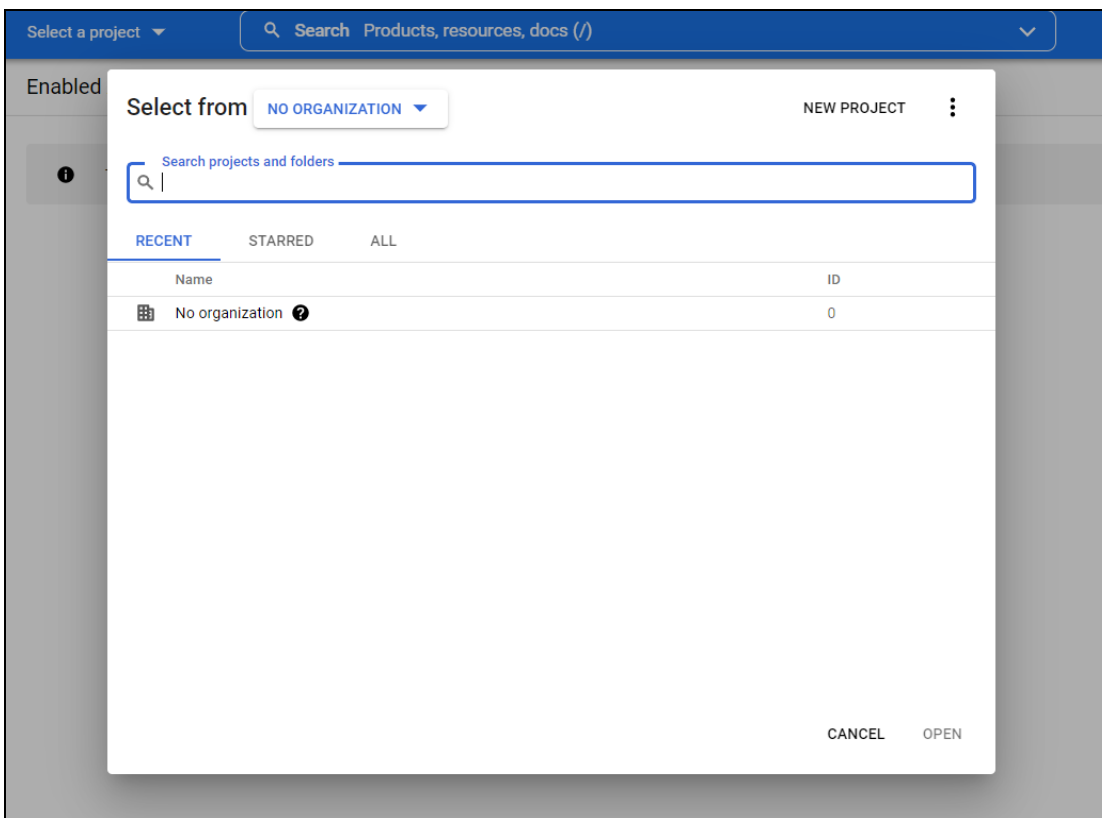 Select a project
Search Products, resources, docs (/)
Enabled
Select from NO ORGANIZATION NEW PROJECT
Search projects and folders
RECENT STARRED ALL
Name ID
No organization 0
CANCEL OPEN